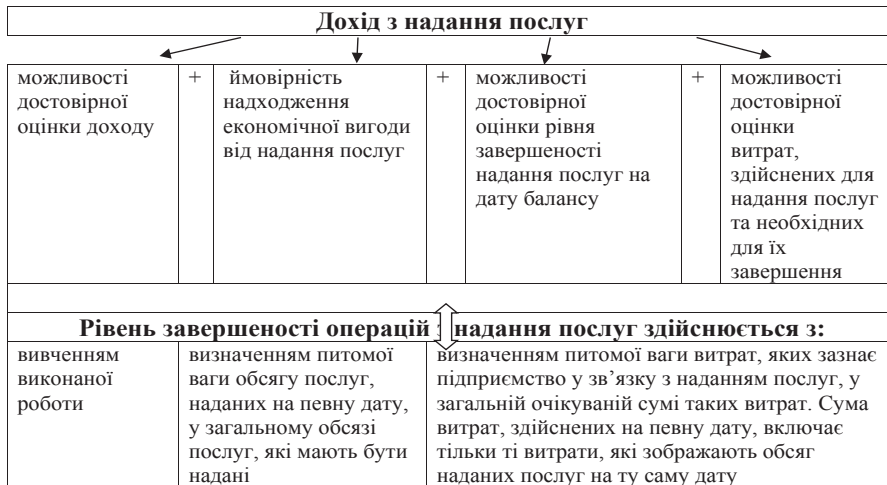 Дохід з надання послуг
можливості
достовірної
оцінки доходу
+
ймовірність
надходження
економічної вигоди
від надання послуг
+
можливості
достовірної
оцінки рівня
завершеності
надання послуг на
дату балансу
+
можливості
достовірної
оцінки
витрат,
здійснених для
надання послуг
та необхідних
для їх
завершення
Рівень завершеності операцій з надання послуг здійснюється з:
вивченням
виконаної
роботи
визначенням питомої
ваги обсягу послуг,
наданих на певну дату,
у загальному обсязі
послуг, які мають бути
надані
визначенням питомої ваги витрат, яких зазнає
підприємство у зв’язку з наданням послуг, у
загальній очікуваній сумі таких витрат. Сума
витрат, здійснених на певну дату, включає
тільки ті витрати, які зображають обсяг
наданих послуг на ту саму дату